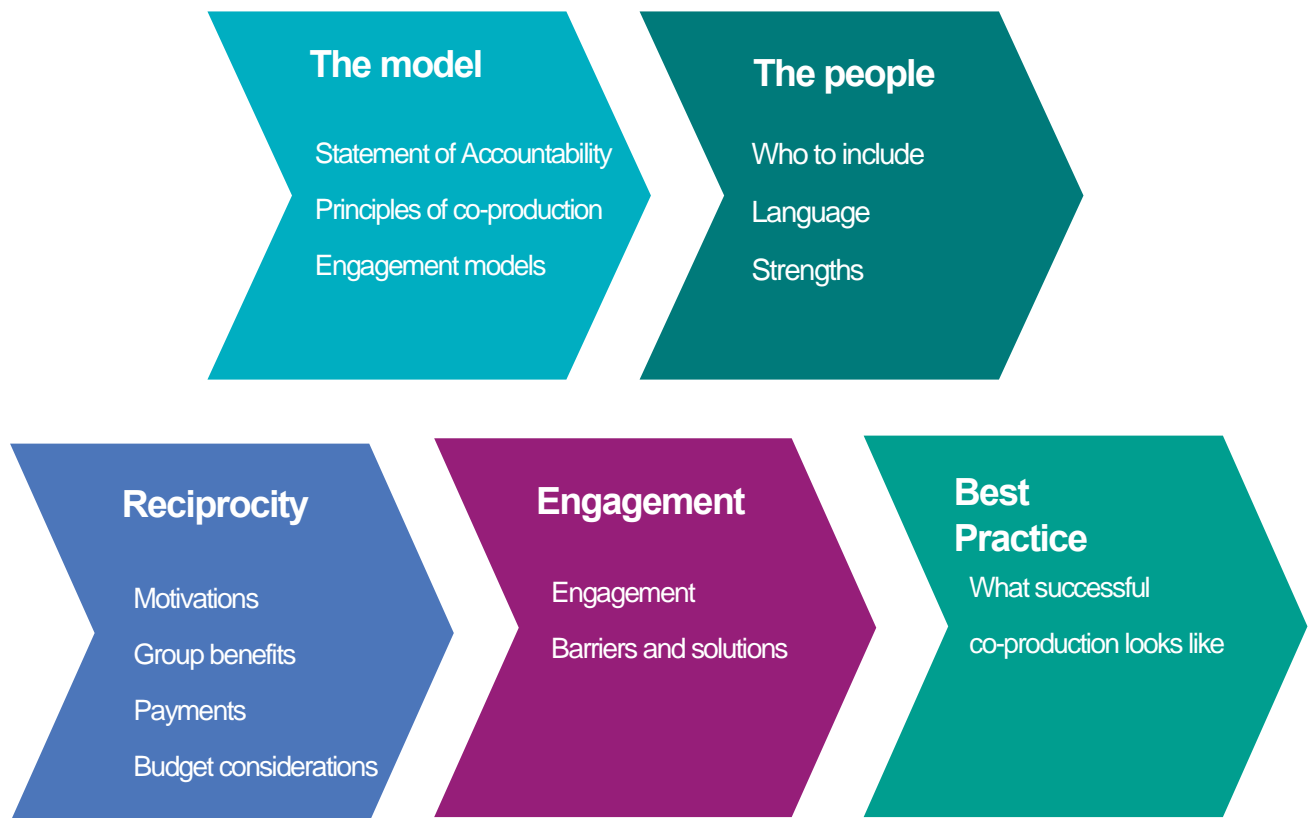 The model
Statement of Accountability
Principles of co-production
Engagement models
The people
Who to include
Language
Strengths
Reciprocity
Motivations
Group benefits
Payments
Budget considerations
Engagement
Engagement
Barriers and solutions
Best
Practice
What successful
co-production looks like